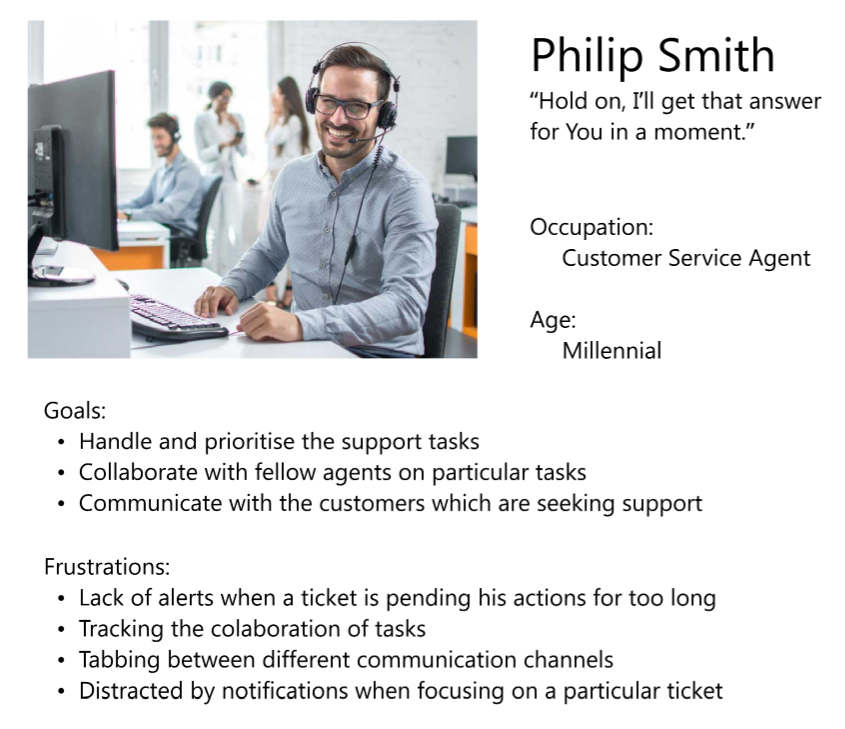 Philip Smith
“Hold on, I’ll get that answer
for You in a moment.”
Occupation:
Customer Service Agent
Age:
Millennial
Goals:
• Handle and prioritise the support tasks
• Collaborate with fellow agents on particular tasks
• Communicate with the customers which are seeking support
Frustrations:
• Lack of alerts when a ticket is pending his actions for too long
• Tracking the colaboration of tasks
• Tabbing between different communication channels
• Distracted by notifications when focusing on a particular ticket